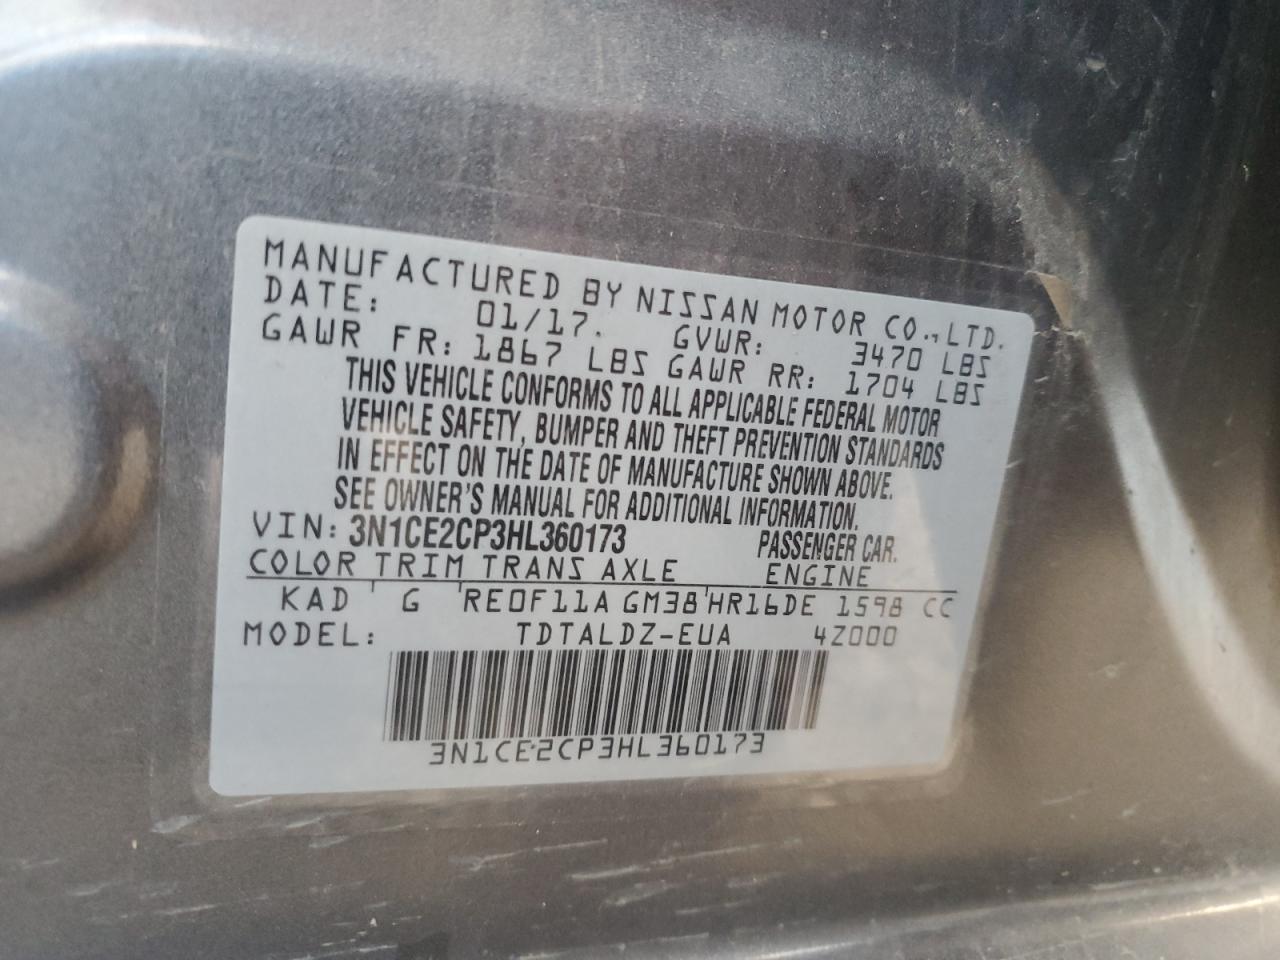 MANUFACTURED BY NISSAN MOTOR CO.,LTD.
DATE: 01/17. GVWR: 3470 LBS
GAWR FR: 1867 LBS GAWR RR: 1704 LBS
THIS VEHICLE CONFORMS TO ALL APPLICABLE FEDERAL MOTOR
VEHICLE SAFETY, BUMPER AND THEFT PREVENTION STANDARDS
IN EFFECT ON THE DATE OF MANUFACTURE SHOWN ABOVE.
SEE OWNER'S MANUAL FOR ADDITIONAL INFORMATION.
VIN: 3N1CE2CP3HL360173 PASSENGER CAR.
COLOR TRIM TRANS AXLE ENGINE
KAD G RE0F11A GM38 HR16DE 1598 CC
MODEL: TDTALDZ-EUA 4Z000
3N1CE2CP3HL360173